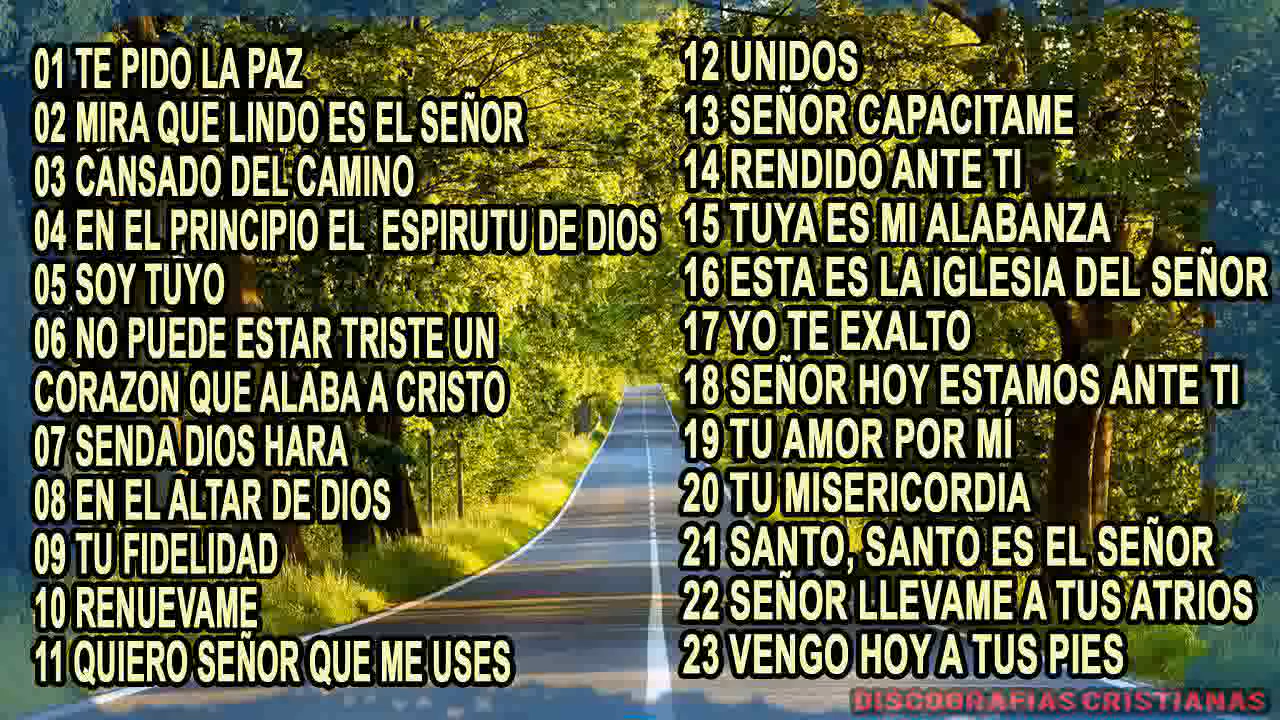 01 TE PIDO LA PAZ
02 MIRA QUE LINDO ES EL SEÑOR
03 CANSADO DEL CAMINO
04 EN EL PRINCIPIO EL ESPIRUTU DE DIOS
05 SOY TUYO
06 NO PUEDE ESTAR TRISTE UN
CORAZON QUE ALABA A CRISTO
07 SENDA DIOS HARA
08 EN EL ALTAR DE DIOS
09 TU FIDELIDAD
10 RENUEVAME
11 QUIERO SEÑOR QUE ME USES
12 UNIDOS
13 SEÑOR CAPACITAME
14 RENDIDO ANTE TI
15 TUYA ES MI ALABANZA
16 ESTA ES LA IGLESIA DEL SEÑOR
17 YO TE EXALTO
18 SEÑOR HOY ESTAMOS ANTE TI
19 TU AMOR POR MÍ
20 TU MISERICORDIA
21 SANTO, SANTO ES EL SEÑOR
22 SEÑOR LLEVAME A TUS ATRIOS
23 VENGO HOY A TUS PIES
DISCOGRAFIAS CRISTIANAS